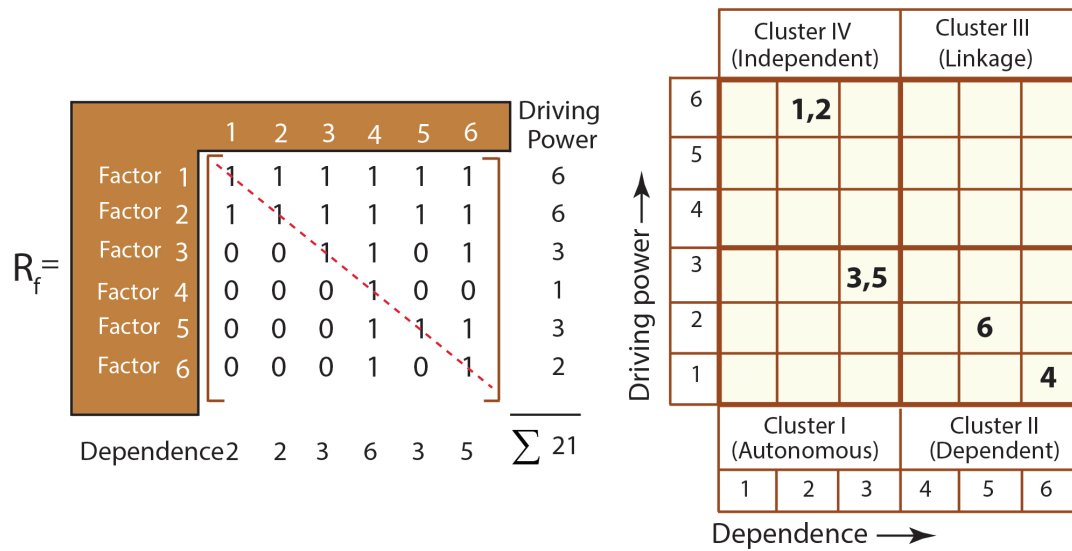 Driving
Power
1 2 3 4 5 6
Factor 1 1 1 1 1 1 1 6
Factor 2 1 1 1 1 1 1 6
Factor 3 0 0 1 1 0 1 3
Factor 4 0 0 0 1 0 0 1
Factor 5 0 0 0 1 1 1 3
Factor 6 0 0 0 1 0 1 2
Rf=
Dependence 2 2 3 6 3 5
∑ 21
Cluster IV
(Independent)
Cluster III
(Linkage)
6 1,2
5
4
3 3,5
2 6
1 4
Driving power
Cluster I
(Autonomous)
Cluster II
(Dependent)
1 2 3 4 5 6
Dependence